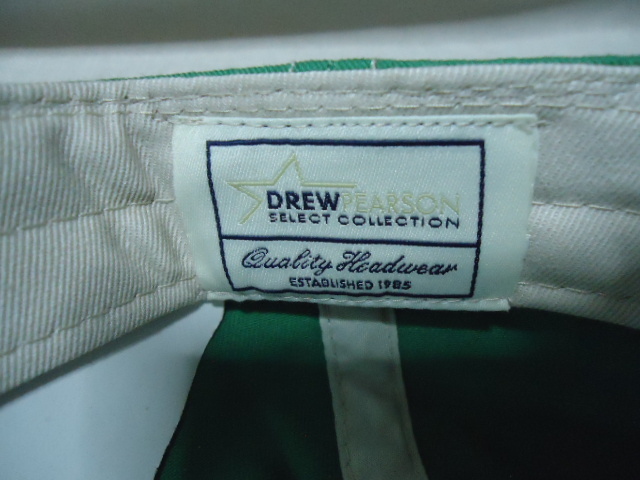 DREW PEARSON
SELECT COLLECTION
Quality Headwear
ESTABLISHED 1985